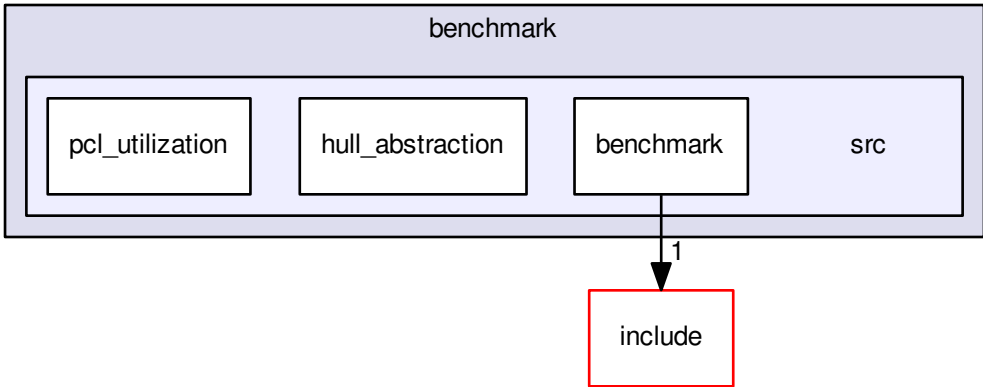 benchmark
pcl_utilization
hull_abstraction
benchmark
src
1
include